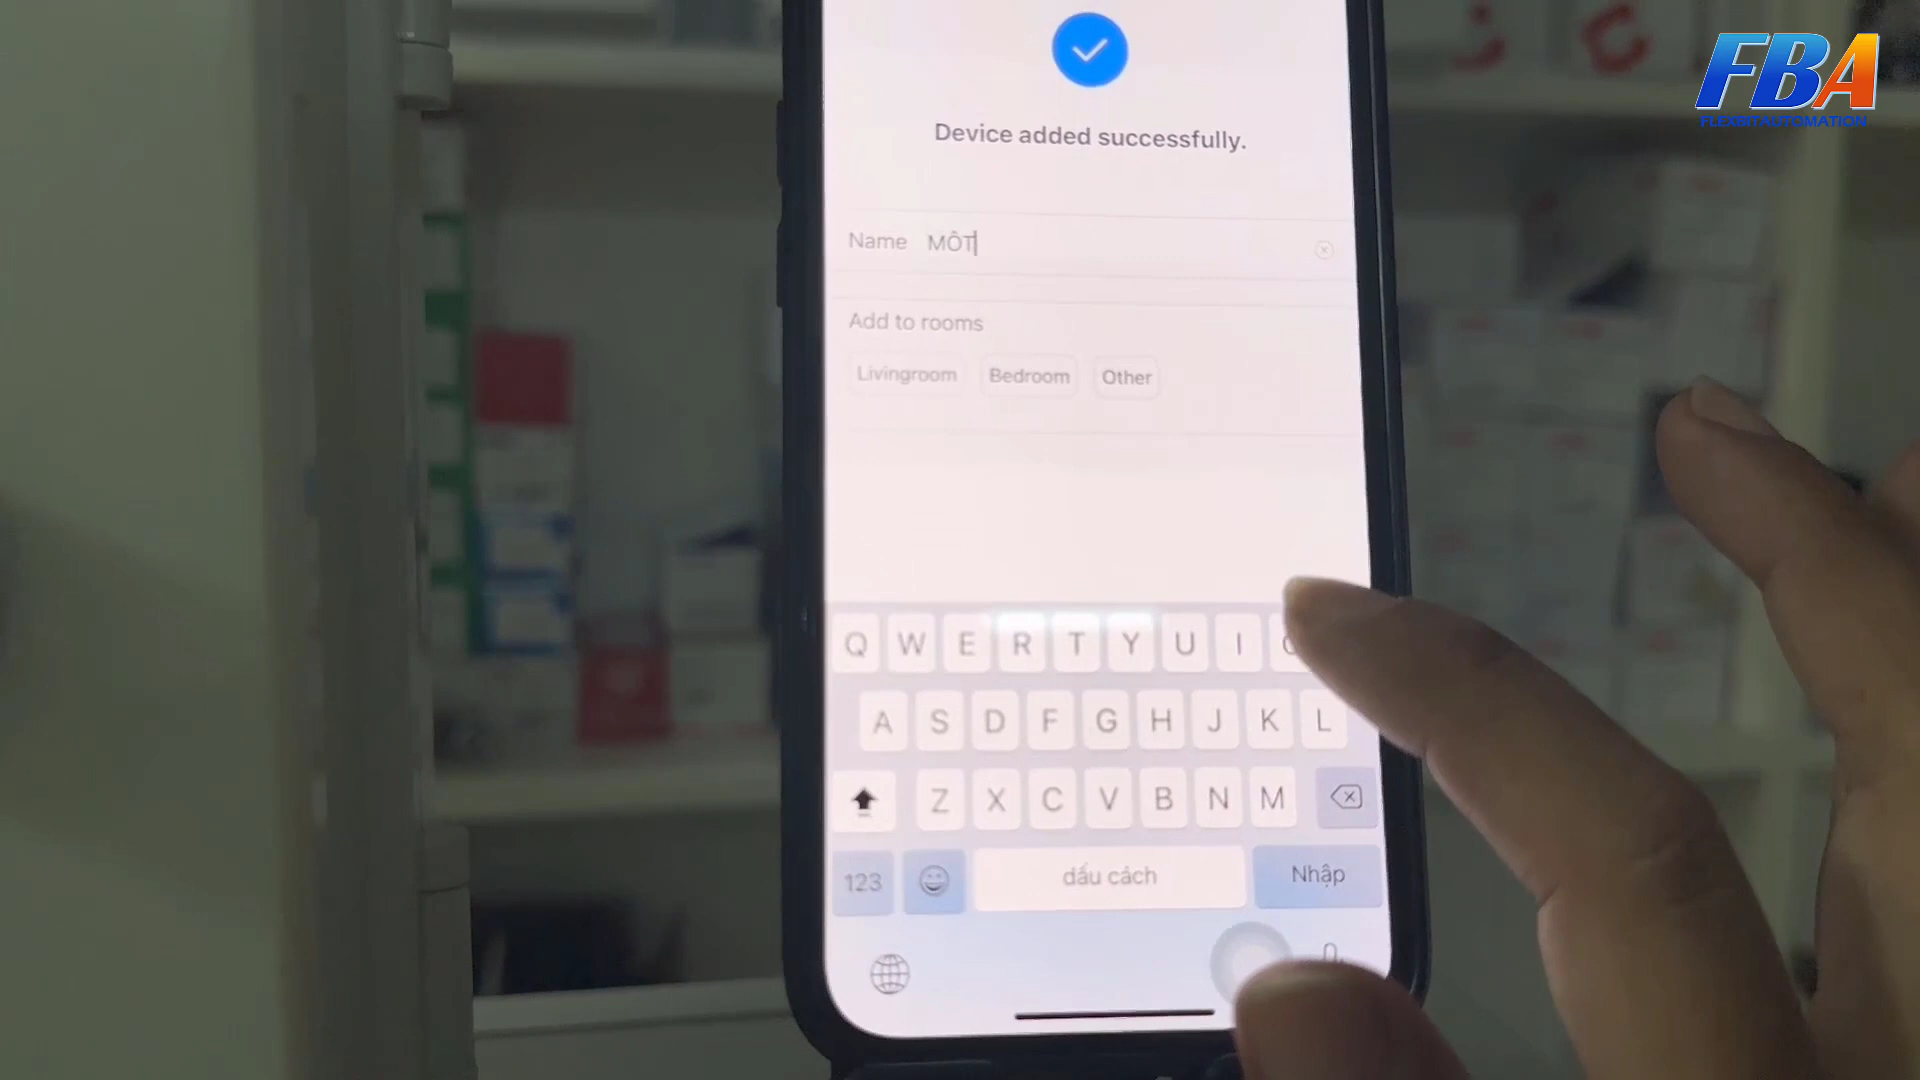 FBA
FLEXBITAUTOMATION
Device added successfully.
Name MÔT
Add to rooms
Livingroom Bedroom Other
Q W E R T Y U I
A S D F G H J K L
Z X C V B N M
123 dấu cách Nhập